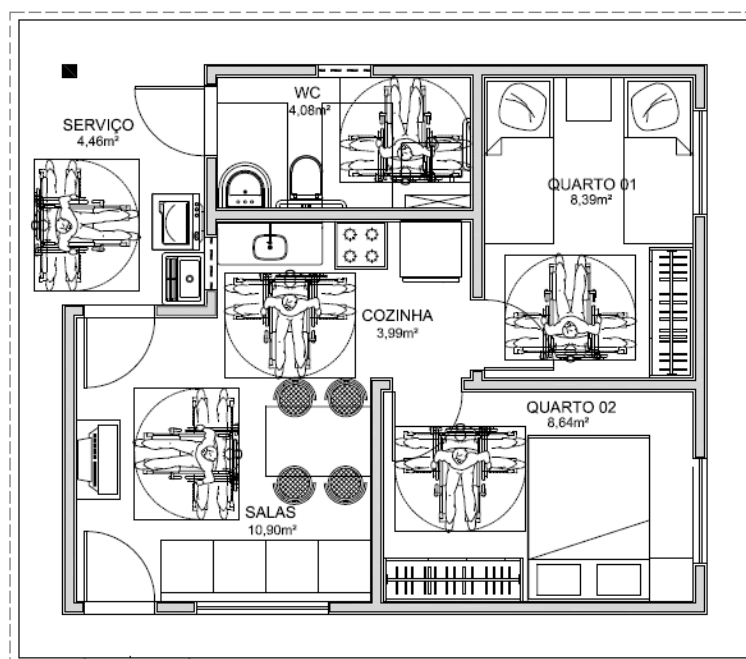 WC
4,08m²
SERVIÇO
4,46m²
QUARTO 01
8,39m²
COZINHA
3,99m²
QUARTO 02
8,64m²
SALAS
10,90m²